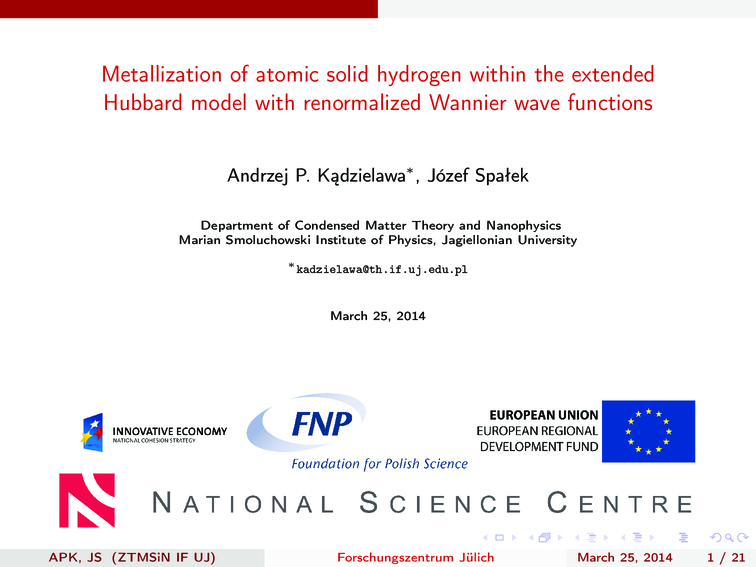 Metallization of atomic solid hydrogen within the extended
Hubbard model with renormalized Wannier wave functions
Andrzej P. Kądzielawa*, Józef Spałek
Department of Condensed Matter Theory and Nanophysics
Marian Smoluchowski Institute of Physics, Jagiellonian University
*kadzielawa@th.if.uj.edu.pl
March 25, 2014
INNOVATIVE ECONOMY
NATIONAL COHESION STRATEGY
FNP
Foundation for Polish Science
EUROPEAN UNION
EUROPEAN REGIONAL
DEVELOPMENT FUND
NATIONAL SCIENCE CENTRE
APK, JS (ZTMSiN IF UJ) Forschungszentrum Jülich March 25, 2014 1 / 21